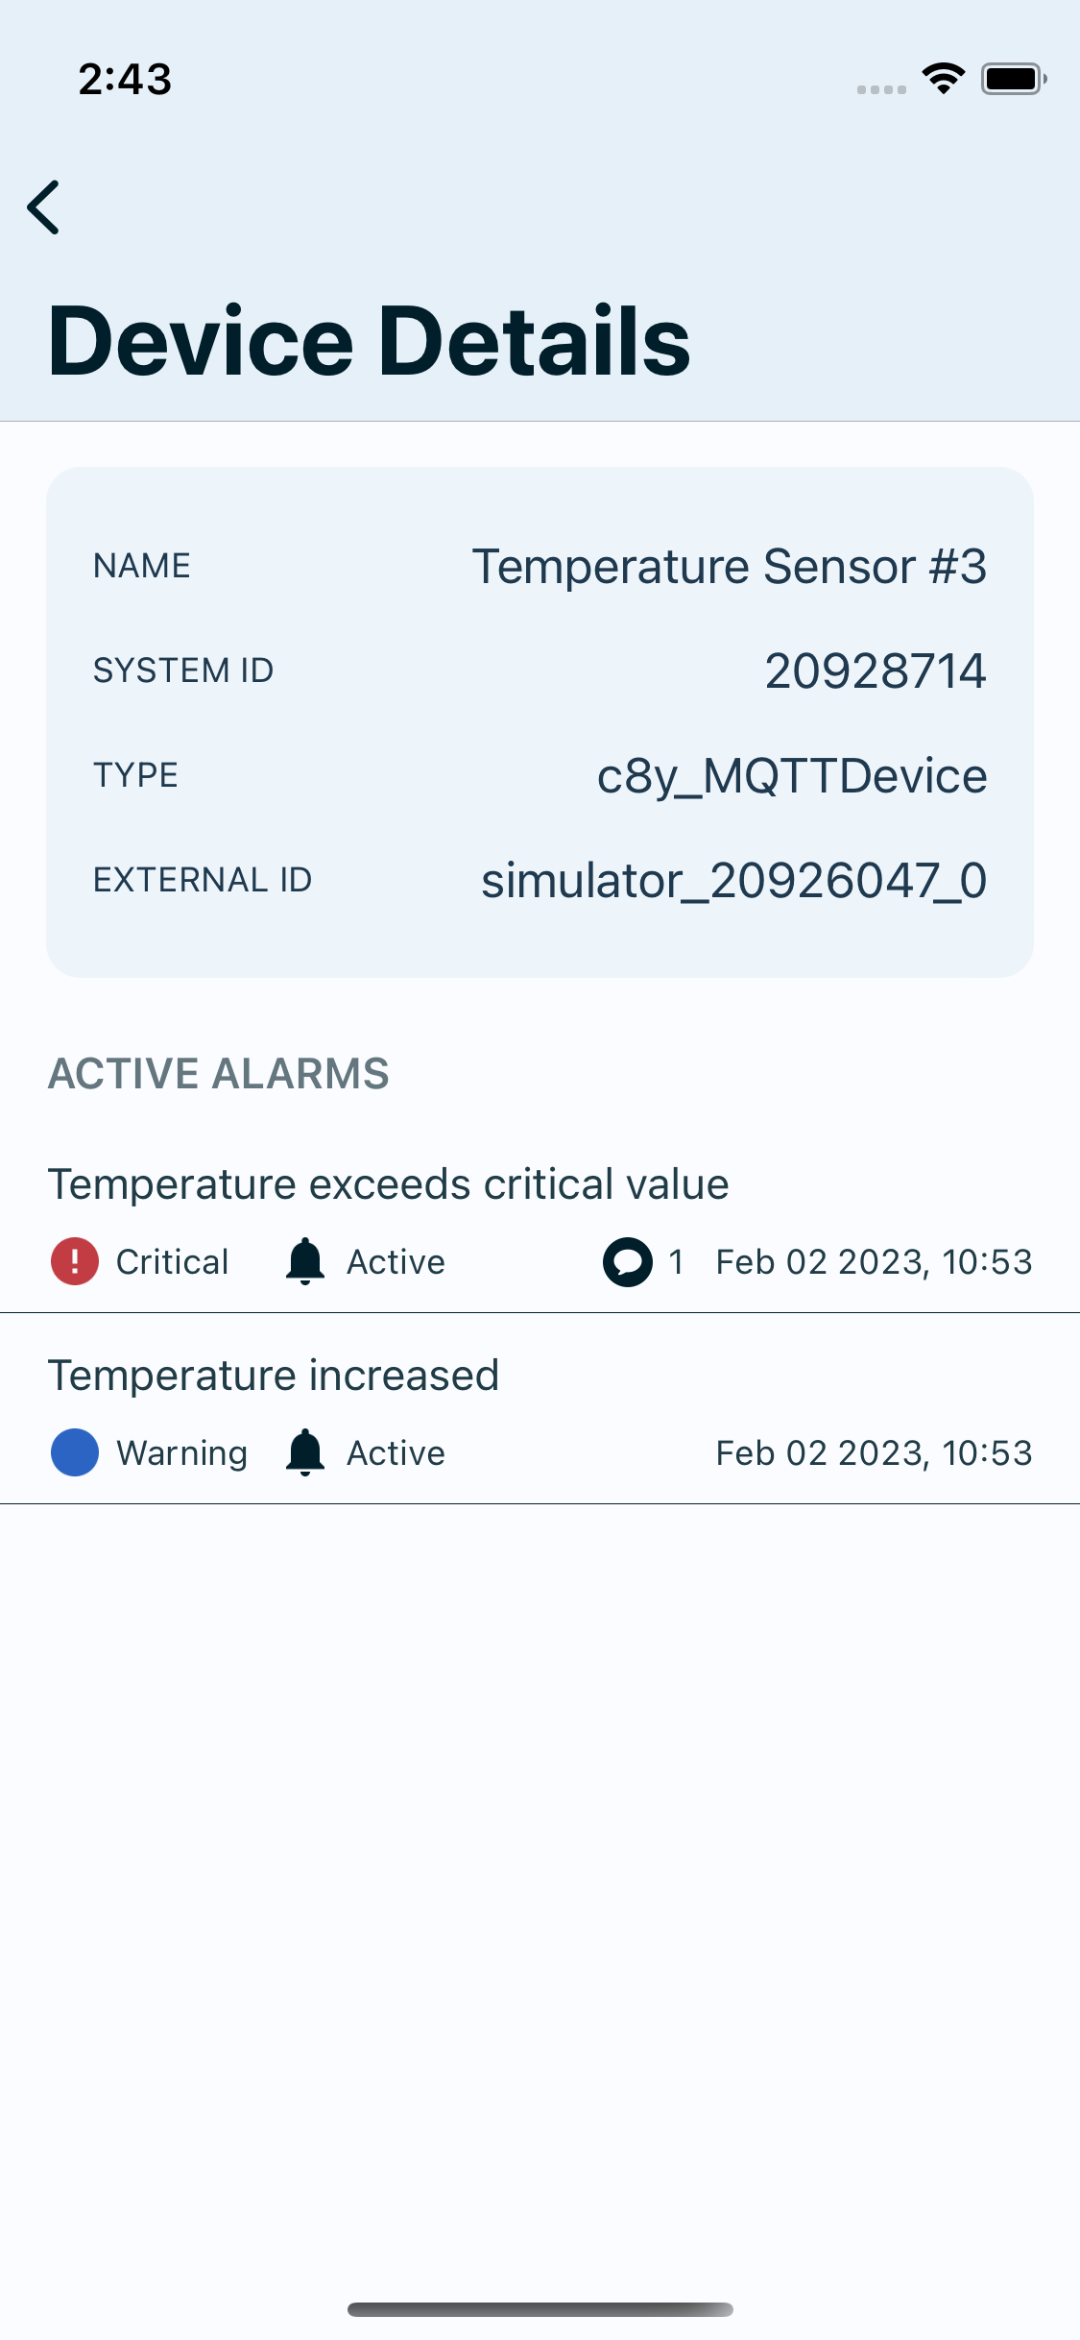 2:43
Device Details
NAME Temperature Sensor #3
SYSTEM ID 20928714
TYPE c8y_MQTTDevice
EXTERNAL ID simulator_20926047_0
ACTIVE ALARMS
Temperature exceeds critical value
Critical Active 1 Feb 02 2023, 10:53
Temperature increased
Warning Active Feb 02 2023, 10:53